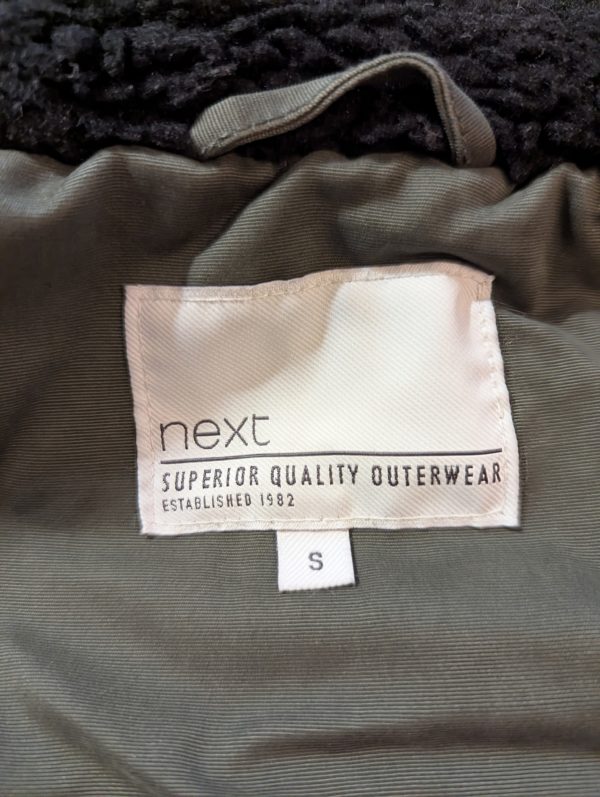 next
SUPERIOR QUALITY OUTERWEAR
ESTABLISHED 1982
S